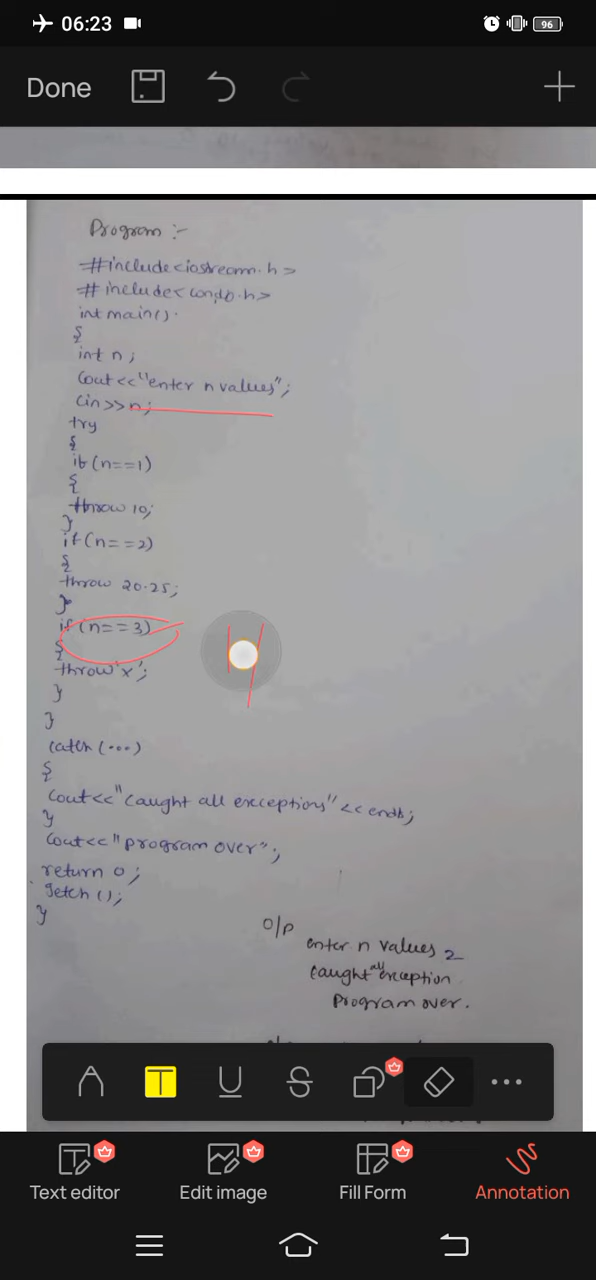 06:23
96
Done
Program :-
#include<iostream.h>
#include<conio.h>
int main()
{
int n;
cout<<"enter n values";
cin>>n;
try
{
if(n==1)
{
throw 10;
}
if(n==2)
{
throw 20.25;
}
if(n==3)
{
throw 'x';
}
}
catch(...)
{
cout<<"caught all exceptions"<<endl;
}
cout<<"program over";
return 0;
getch();
}
O/P
enter n values 2
caught all exception
Program over.
T
U
S
Text editor
Edit image
Fill Form
Annotation